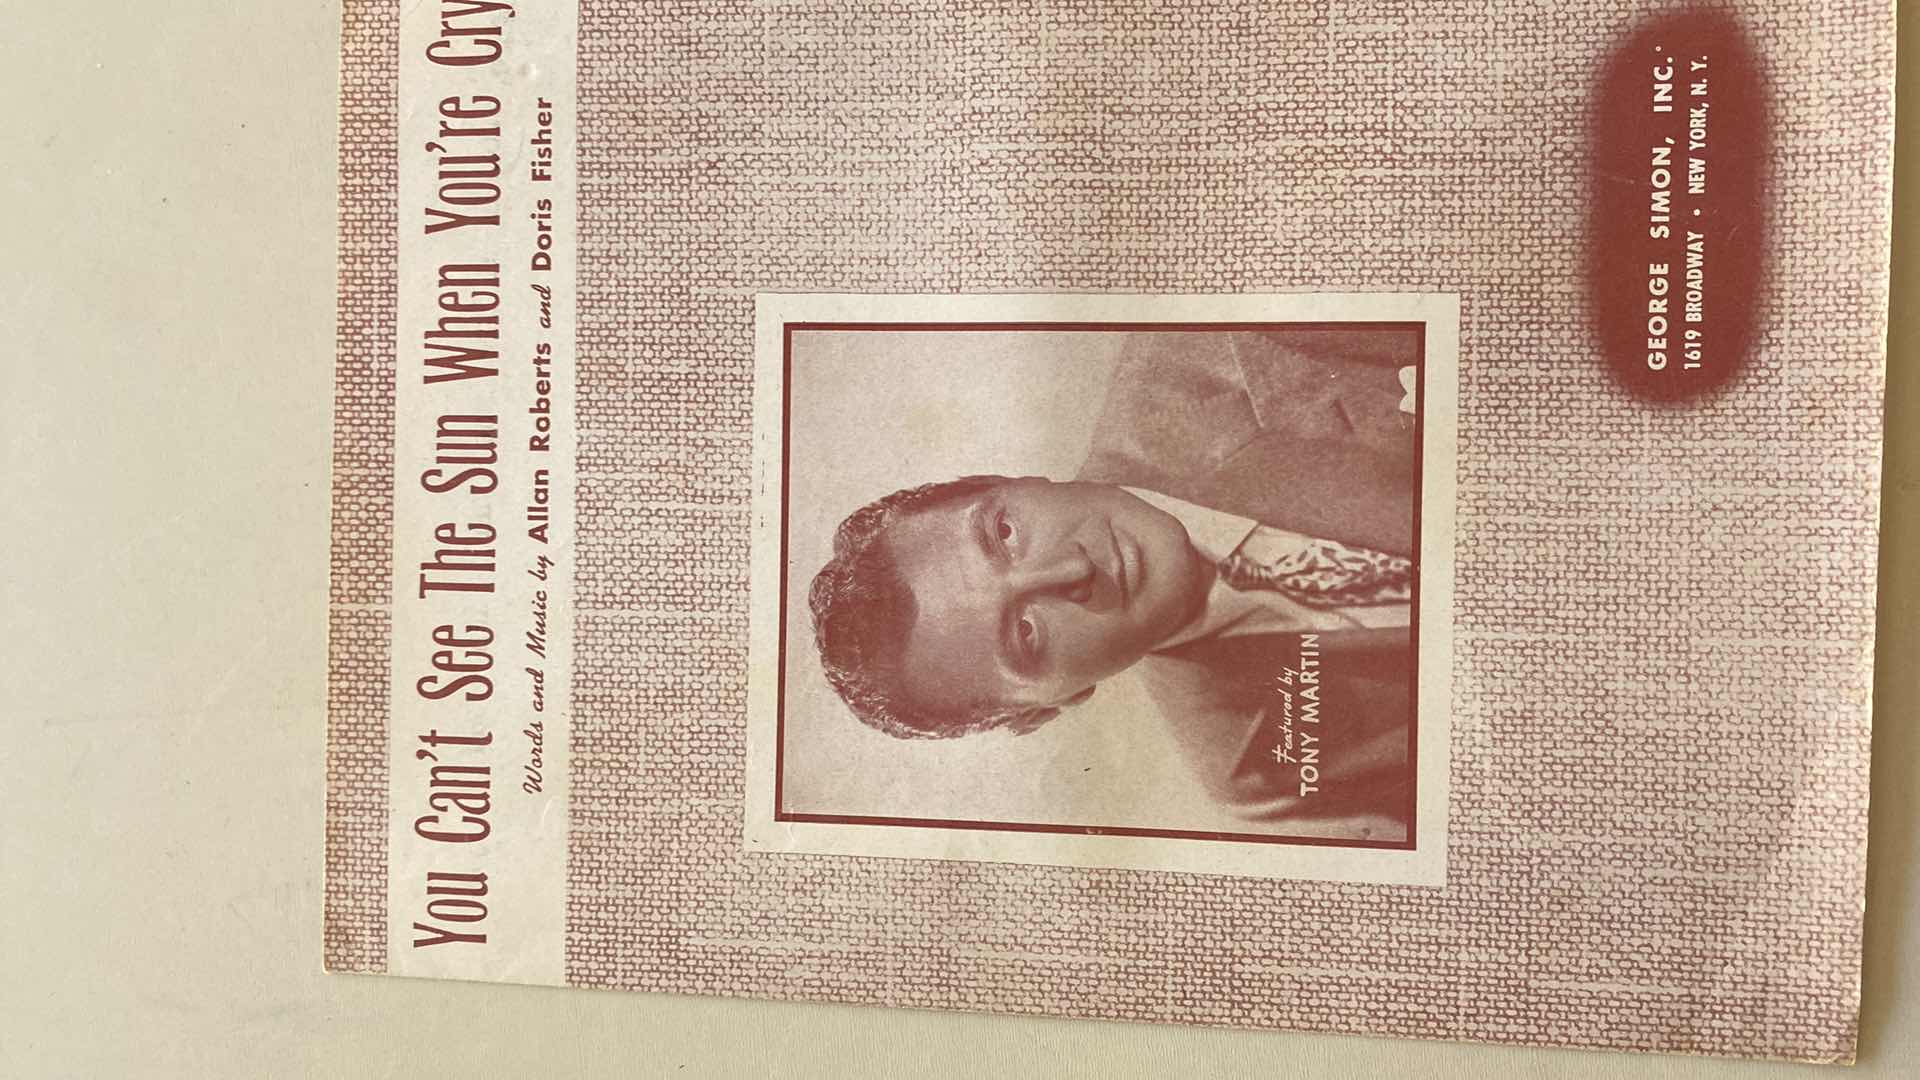 You Can't See The Sun When You're Cry
Words and Music by Allan Roberts and Doris Fisher
Featured by
TONY MARTIN
GEORGE SIMON, INC.
1619 BROADWAY • NEW YORK, N. Y.